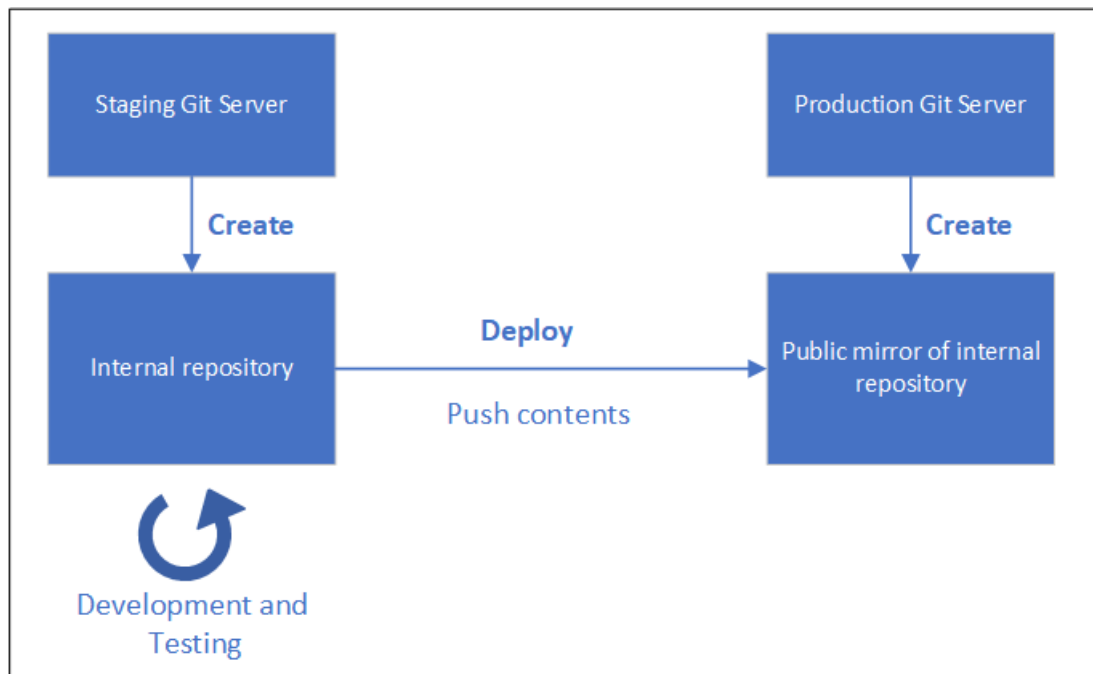 Staging Git Server
Production Git Server
Create
Create
Internal repository
Deploy
Push contents
Public mirror of internal
repository
Development and
Testing